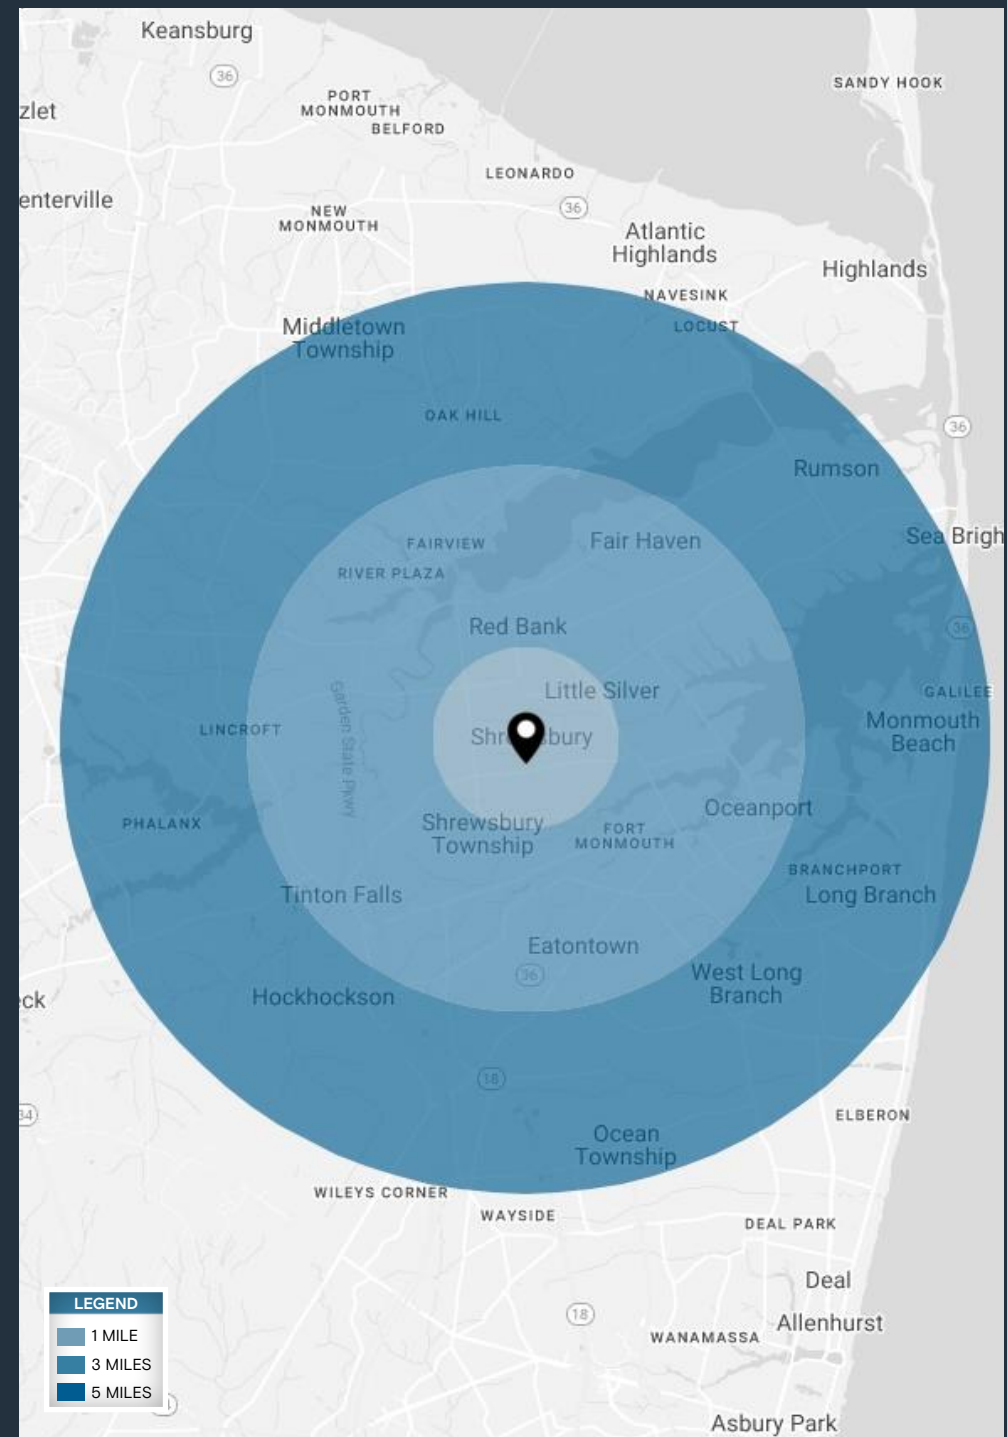 Keansburg
36
SANDY HOOK
PORT
MONMOUTH
zlet
BELFORD
LEONARDO
enterville
36
NEW
MONMOUTH
Atlantic
Highlands
Highlands
NAVESINK
Middletown
Township
LOCUST
OAK HILL
36
Rumson
Sea Brigh
FAIRVIEW
Fair Haven
RIVER PLAZA
Red Bank
36
Little Silver
GALILEE
Garden State Pkwy
LINCROFT
Monmouth
Beach
Oceanport
PHALANX
Shrewsbury
Township
FORT
MONMOUTH
BRANCHPORT
Tinton Falls
Long Branch
Eatontown
36
West Long
Branch
Hockhockson
ck
18
34
ELBERON
Ocean
Township
WILEYS CORNER
WAYSIDE
DEAL PARK
Deal
18
Allenhurst
WANAMASSA
Asbury Park
LEGEND
1 MILE
3 MILES
5 MILES